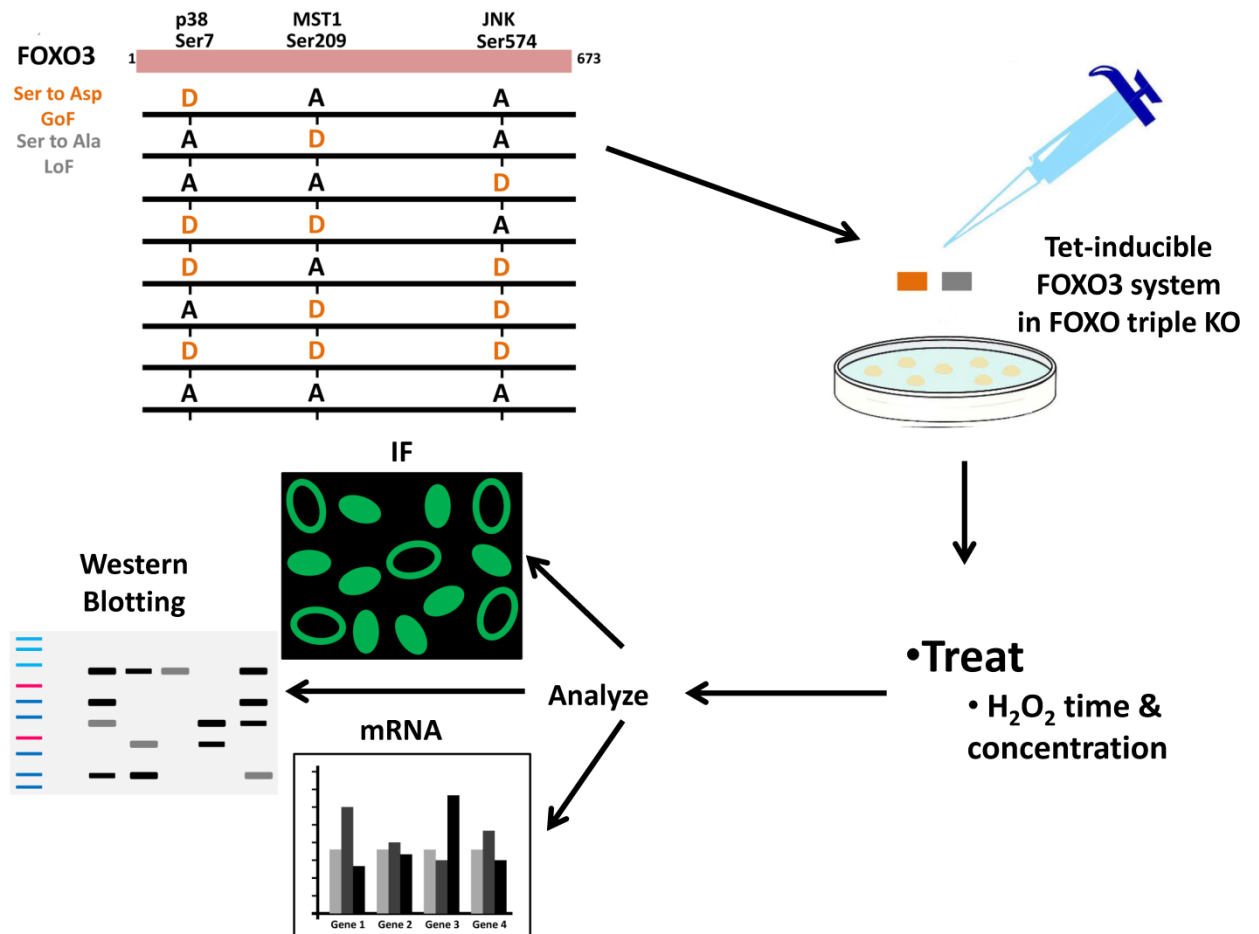 p38 MST1 JNK
Ser7 Ser209 Ser574
FOXO3 1 673
Ser to Asp
GoF
Ser to Ala
LoF
D A A
A D A
A A D
D D A
D A D
A D D
D D D
A A A
Tet-inducible
FOXO3 system
in FOXO triple KO
•Treat
• H₂O₂ time &
concentration
Analyze
IF
Western
Blotting
mRNA
Gene 1 Gene 2 Gene 3 Gene 4